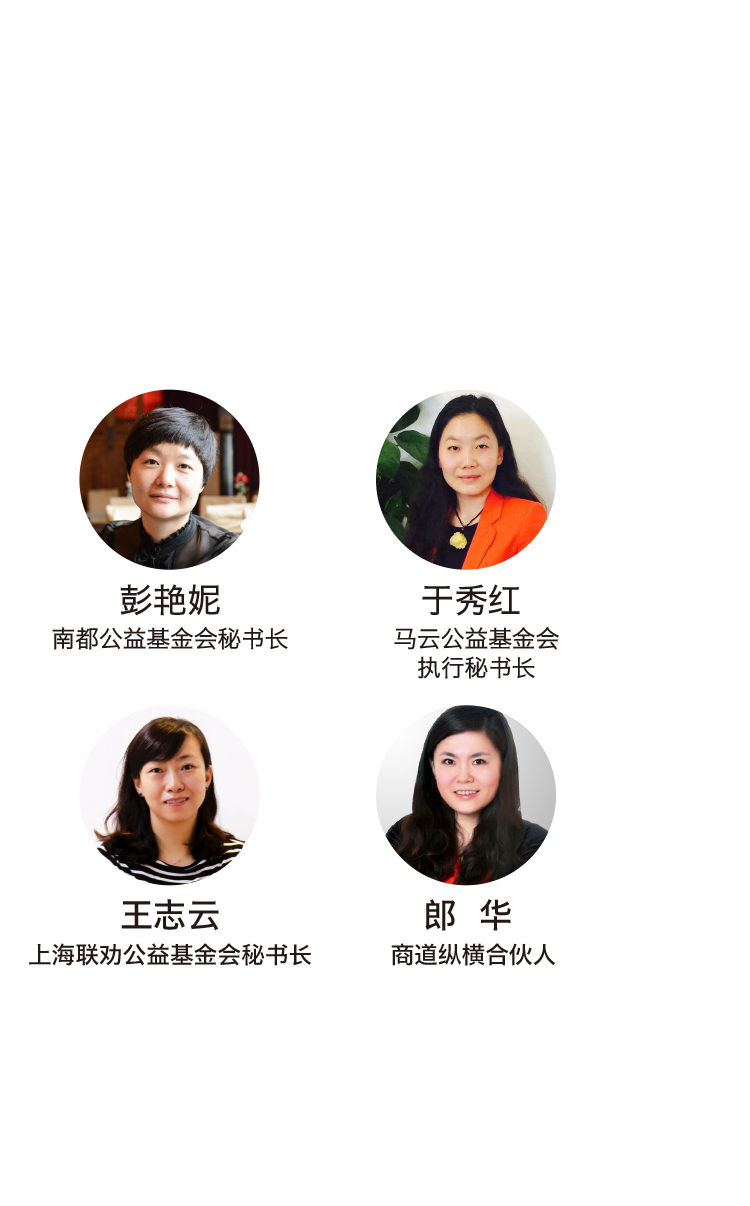 彭艳妮
南都公益基金会秘书长
于秀红
马云公益基金会
执行秘书长
王志云
上海联劝公益基金会秘书长
郎 华
商道纵横合伙人